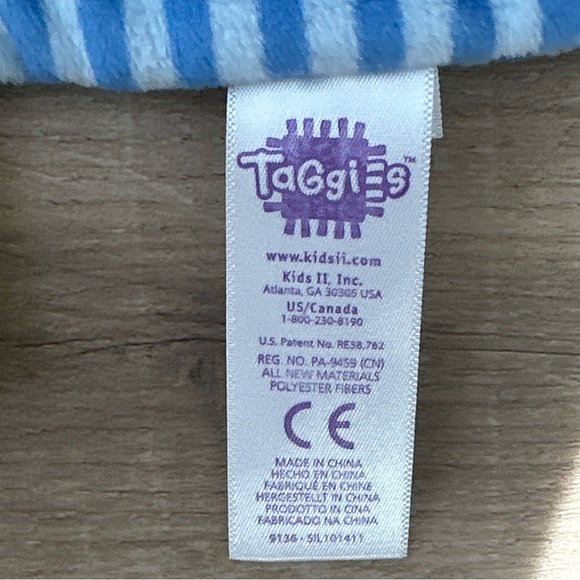 TaGgiEs™
www.kidsii.com
Kids II, Inc.
Atlanta, GA 30305 USA
US/Canada
1-800-230-8190
U.S. Patent No. RE38,762
REG. NO. PA-9459 (CN)
ALL NEW MATERIALS
POLYESTER FIBERS
CE
MADE IN CHINA
HECHO EN CHINA
FABRIQUÉ EN CHINE
HERGESTELLT IN CHINA
PRODOTTO IN CINA
FABRICADO NA CHINA
9136 • SIL101411